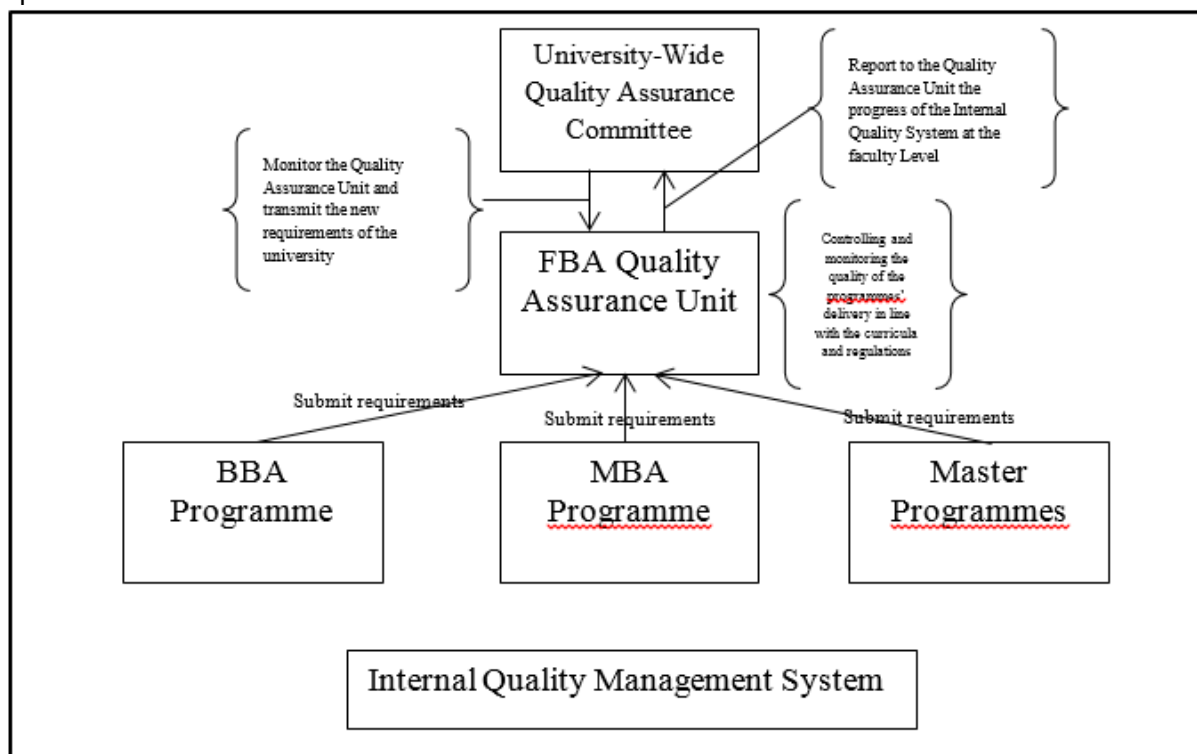 University-Wide
Quality Assurance
Committee
Report to the Quality
Assurance Unit the
progress of the Internal
Quality System at the
faculty Level
Monitor the Quality
Assurance Unit and
transmit the new
requirements of the
university
FBA Quality
Assurance Unit
Controlling and
monitoring the
quality of the
programmes'
delivery in line
with the curricula
and regulations
Submit requirements
Submit requirements
Submit requirements
BBA
Programme
MBA
Programme
Master
Programmes
Internal Quality Management System